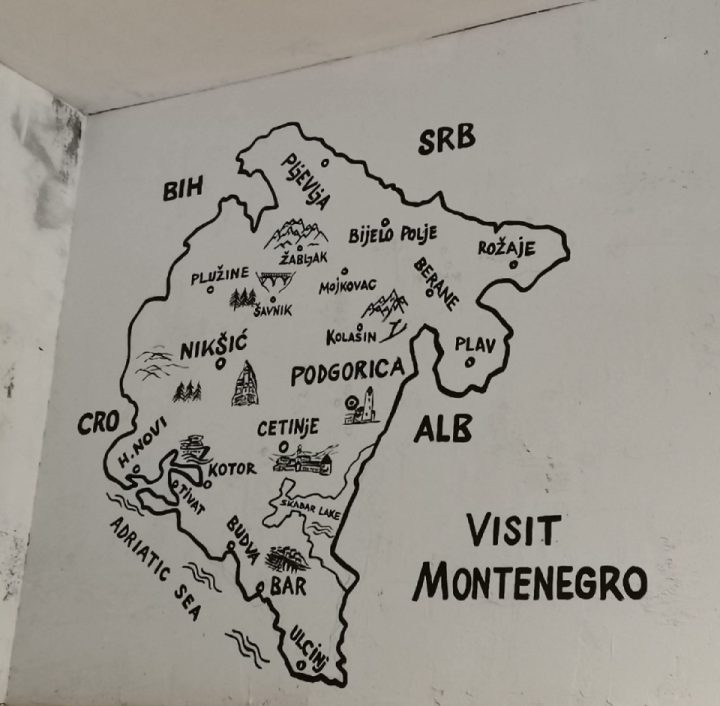 SRB
BIH
PljEVljA
BijELO POljE
ROŽAjE
ŽABljAK
PLUŽINE
BERANE
MOjKOVAC
ŠAVNIK
KOLAŠIN
NIKŠIĆ
PLAV
PODGORICA
CRO
ALB
H. NOVI
CETINjE
KOTOR
TIVAT
SKADAR LAKE
ADRIATIC SEA
BUDVA
BAR
ULCINj
VISIT
MONTENEGRO